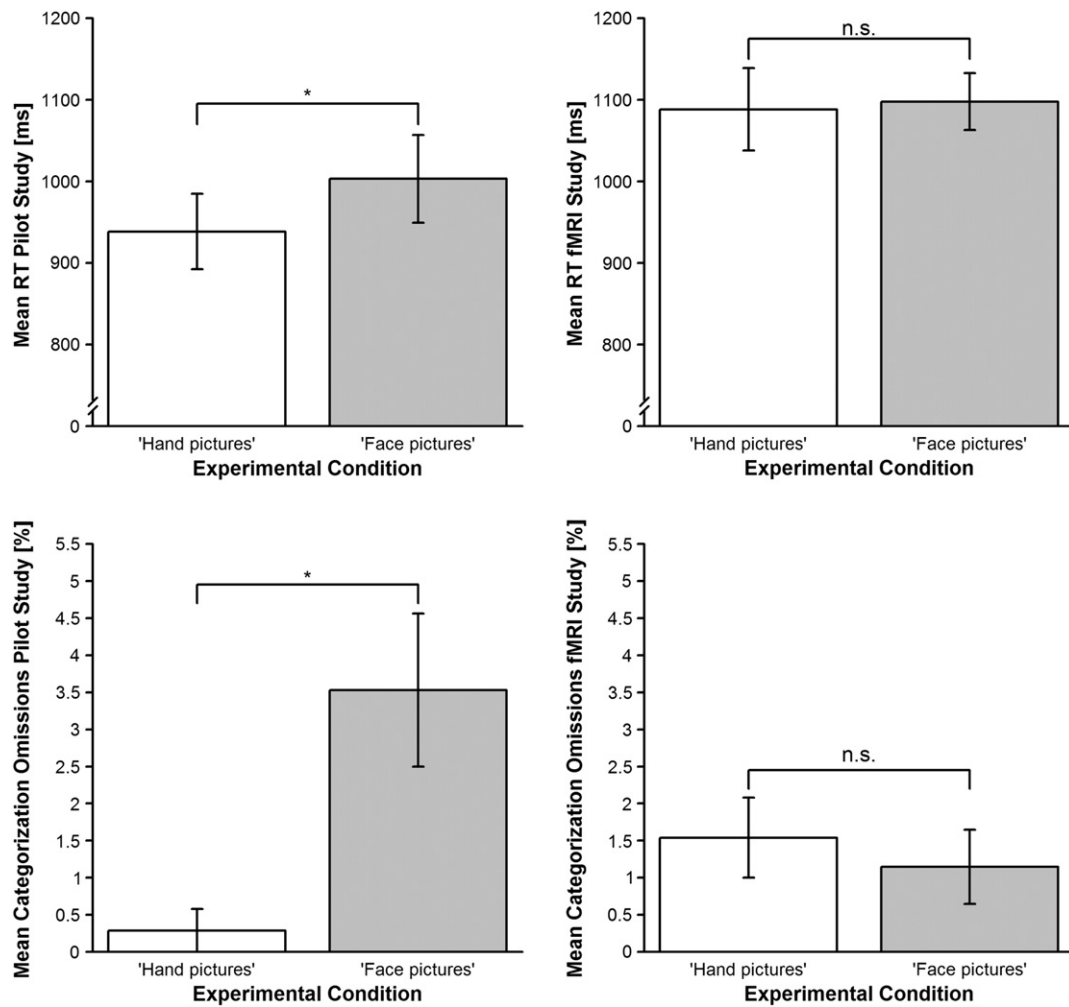 Mean RT Pilot Study [ms]
1200
1100
1000
900
800
0
*
'Hand pictures' 'Face pictures'
Experimental Condition
Mean RT fMRI Study [ms]
1200
1100
1000
900
800
0
n.s.
'Hand pictures' 'Face pictures'
Experimental Condition
Mean Categorization Omissions Pilot Study [%]
5.5
5
4.5
4
3.5
3
2.5
2
1.5
1
0.5
0
*
'Hand pictures' 'Face pictures'
Experimental Condition
Mean Categorization Omissions fMRI Study [%]
5.5
5
4.5
4
3.5
3
2.5
2
1.5
1
0.5
0
n.s.
'Hand pictures' 'Face pictures'
Experimental Condition